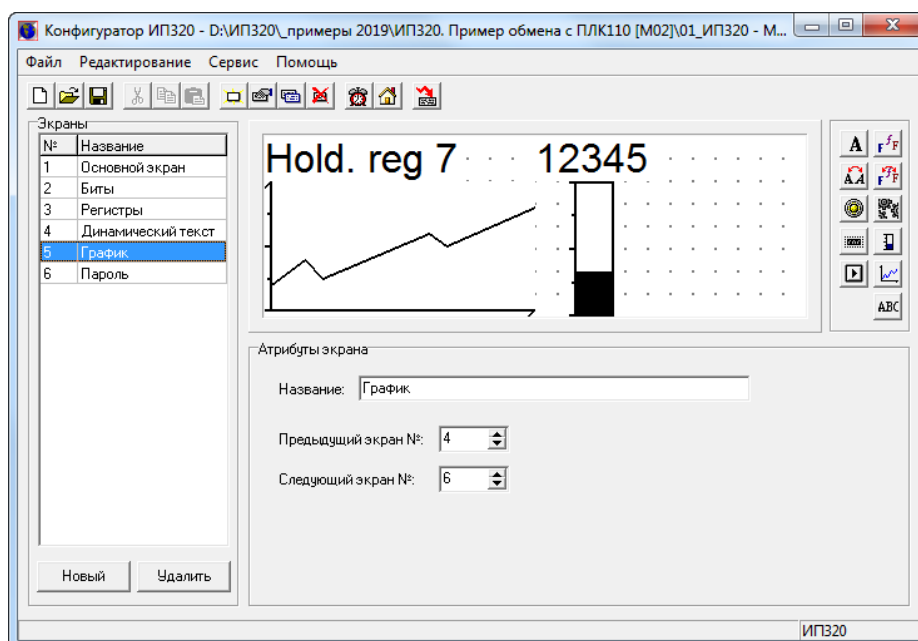 Конфигуратор ИП320 - D:\ИП320\_примеры 2019\ИП320. Пример обмена с ПЛК110 [М02]\01_ИП320 - M...
Файл Редактирование Сервис Помощь
Экраны
№ Название
1 Основной экран
2 Биты
3 Регистры
4 Динамический текст
5 График
6 Пароль
Новый Удалить
Hold. reg 7 12345
A F f F
A A F F
ABC
Атрибуты экрана
Название: График
Предыдущий экран №: 4
Следующий экран №: 6
ИП320